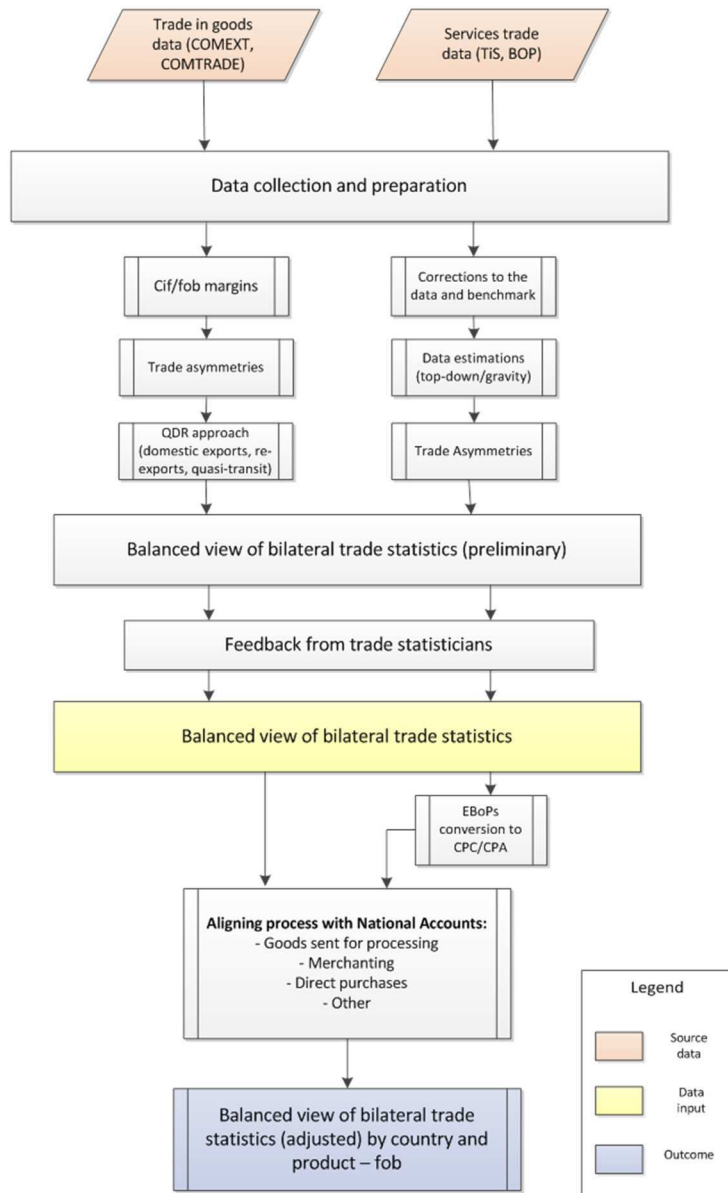 Trade in goods
data (COMEXT,
COMTRADE)
Services trade
data (TiS, BOP)
Data collection and preparation
Cif/fob margins
Corrections to the
data and benchmark
Trade asymmetries
Data estimations
(top-down/gravity)
QDR approach
(domestic exports, re-
exports, quasi-transit)
Trade Asymmetries
Balanced view of bilateral trade statistics (preliminary)
Feedback from trade statisticians
Balanced view of bilateral trade statistics
EBoPs
conversion to
CPC/CPA
Aligning process with National Accounts:
- Goods sent for processing
- Merchanting
- Direct purchases
- Other
Balanced view of bilateral trade
statistics (adjusted) by country and
product – fob
Legend
Source
data
Data
input
Outcome